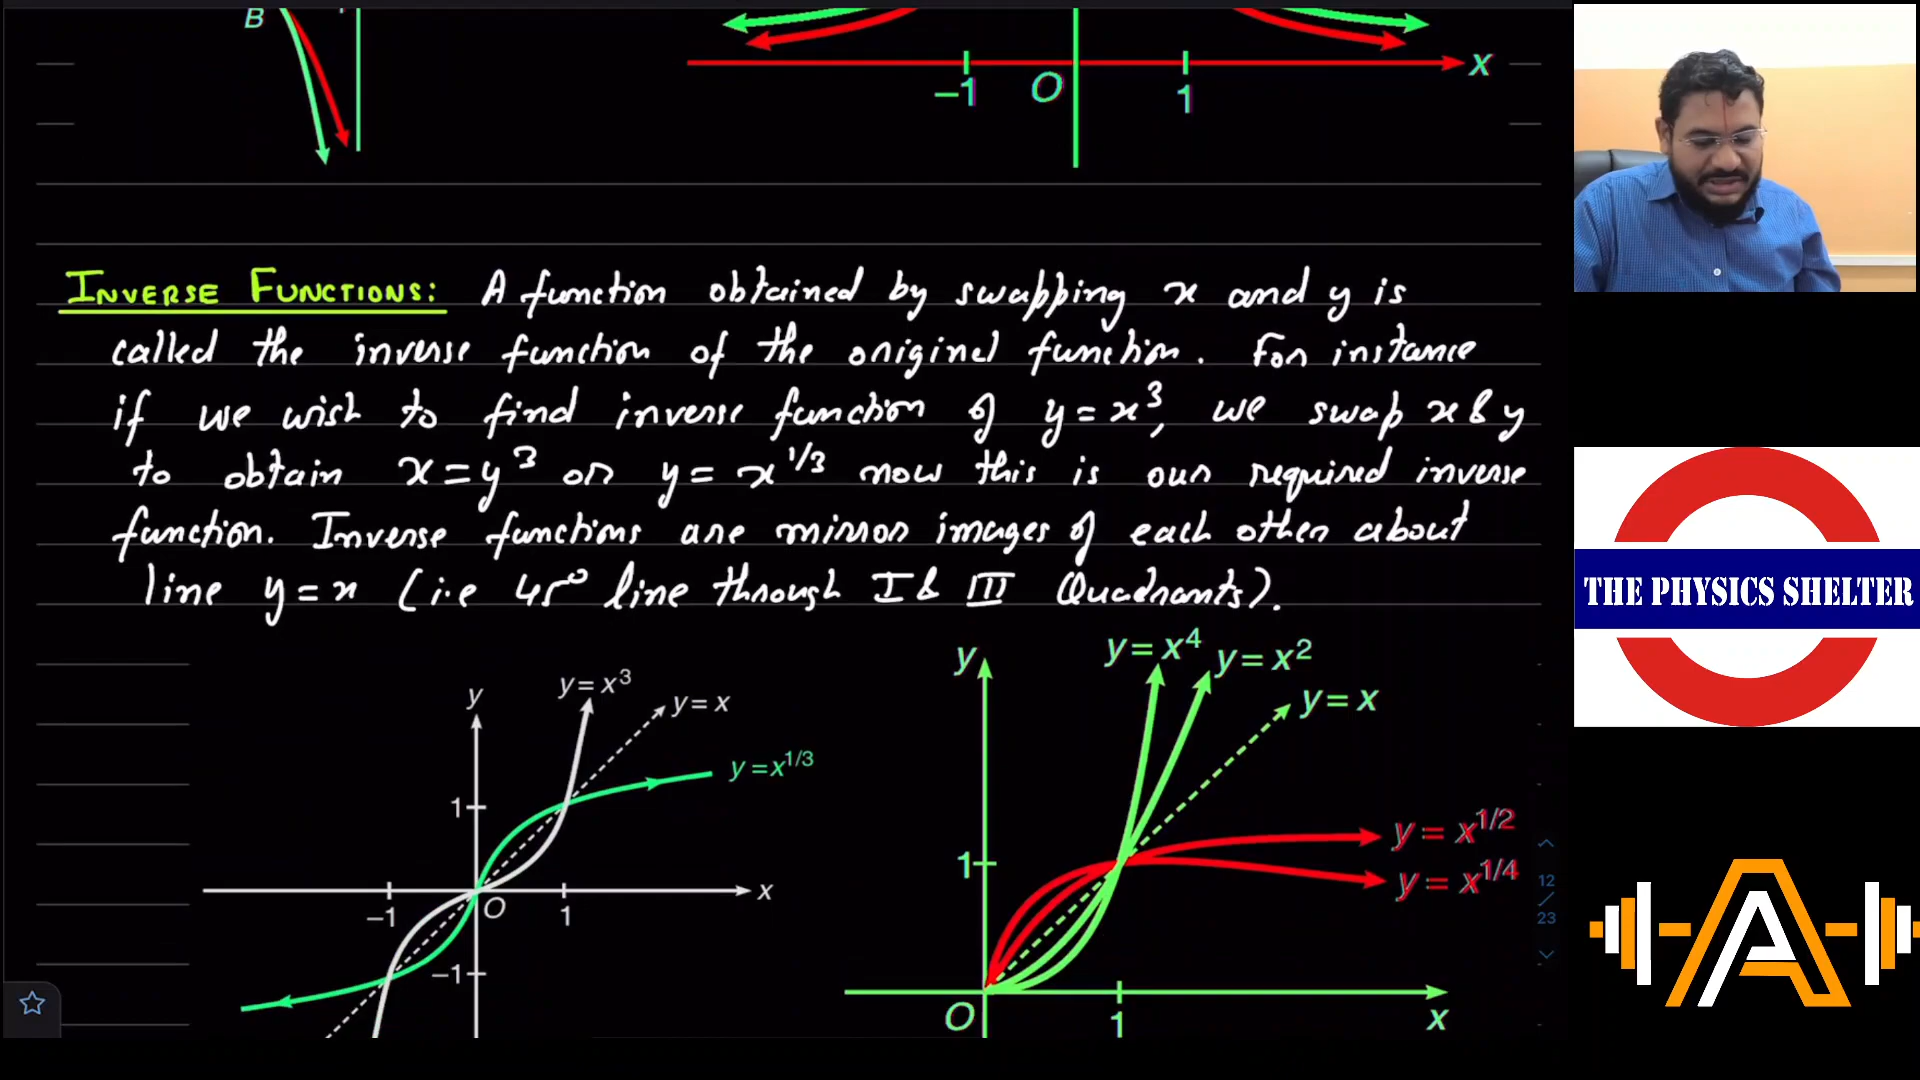 B
x
−1 O 1
INVERSE FUNCTIONS: A function obtained by swapping x and y is
called the inverse function of the original function. For instance
if we wish to find inverse function of y = x³, we swap x & y
to obtain x = y³ or y = x^1/3 now this is our required inverse
function. Inverse functions are mirror images of each other about
line y = x (i.e 45° line through I & III Quadrants).
y
y = x³
y = x
y = x^1/3
1
x
−1
O
1
−1
y
y = x⁴
y = x²
y = x
1
y = x^1/2
y = x^1/4
O
1
x
12
23
THE PHYSICS SHELTER
A